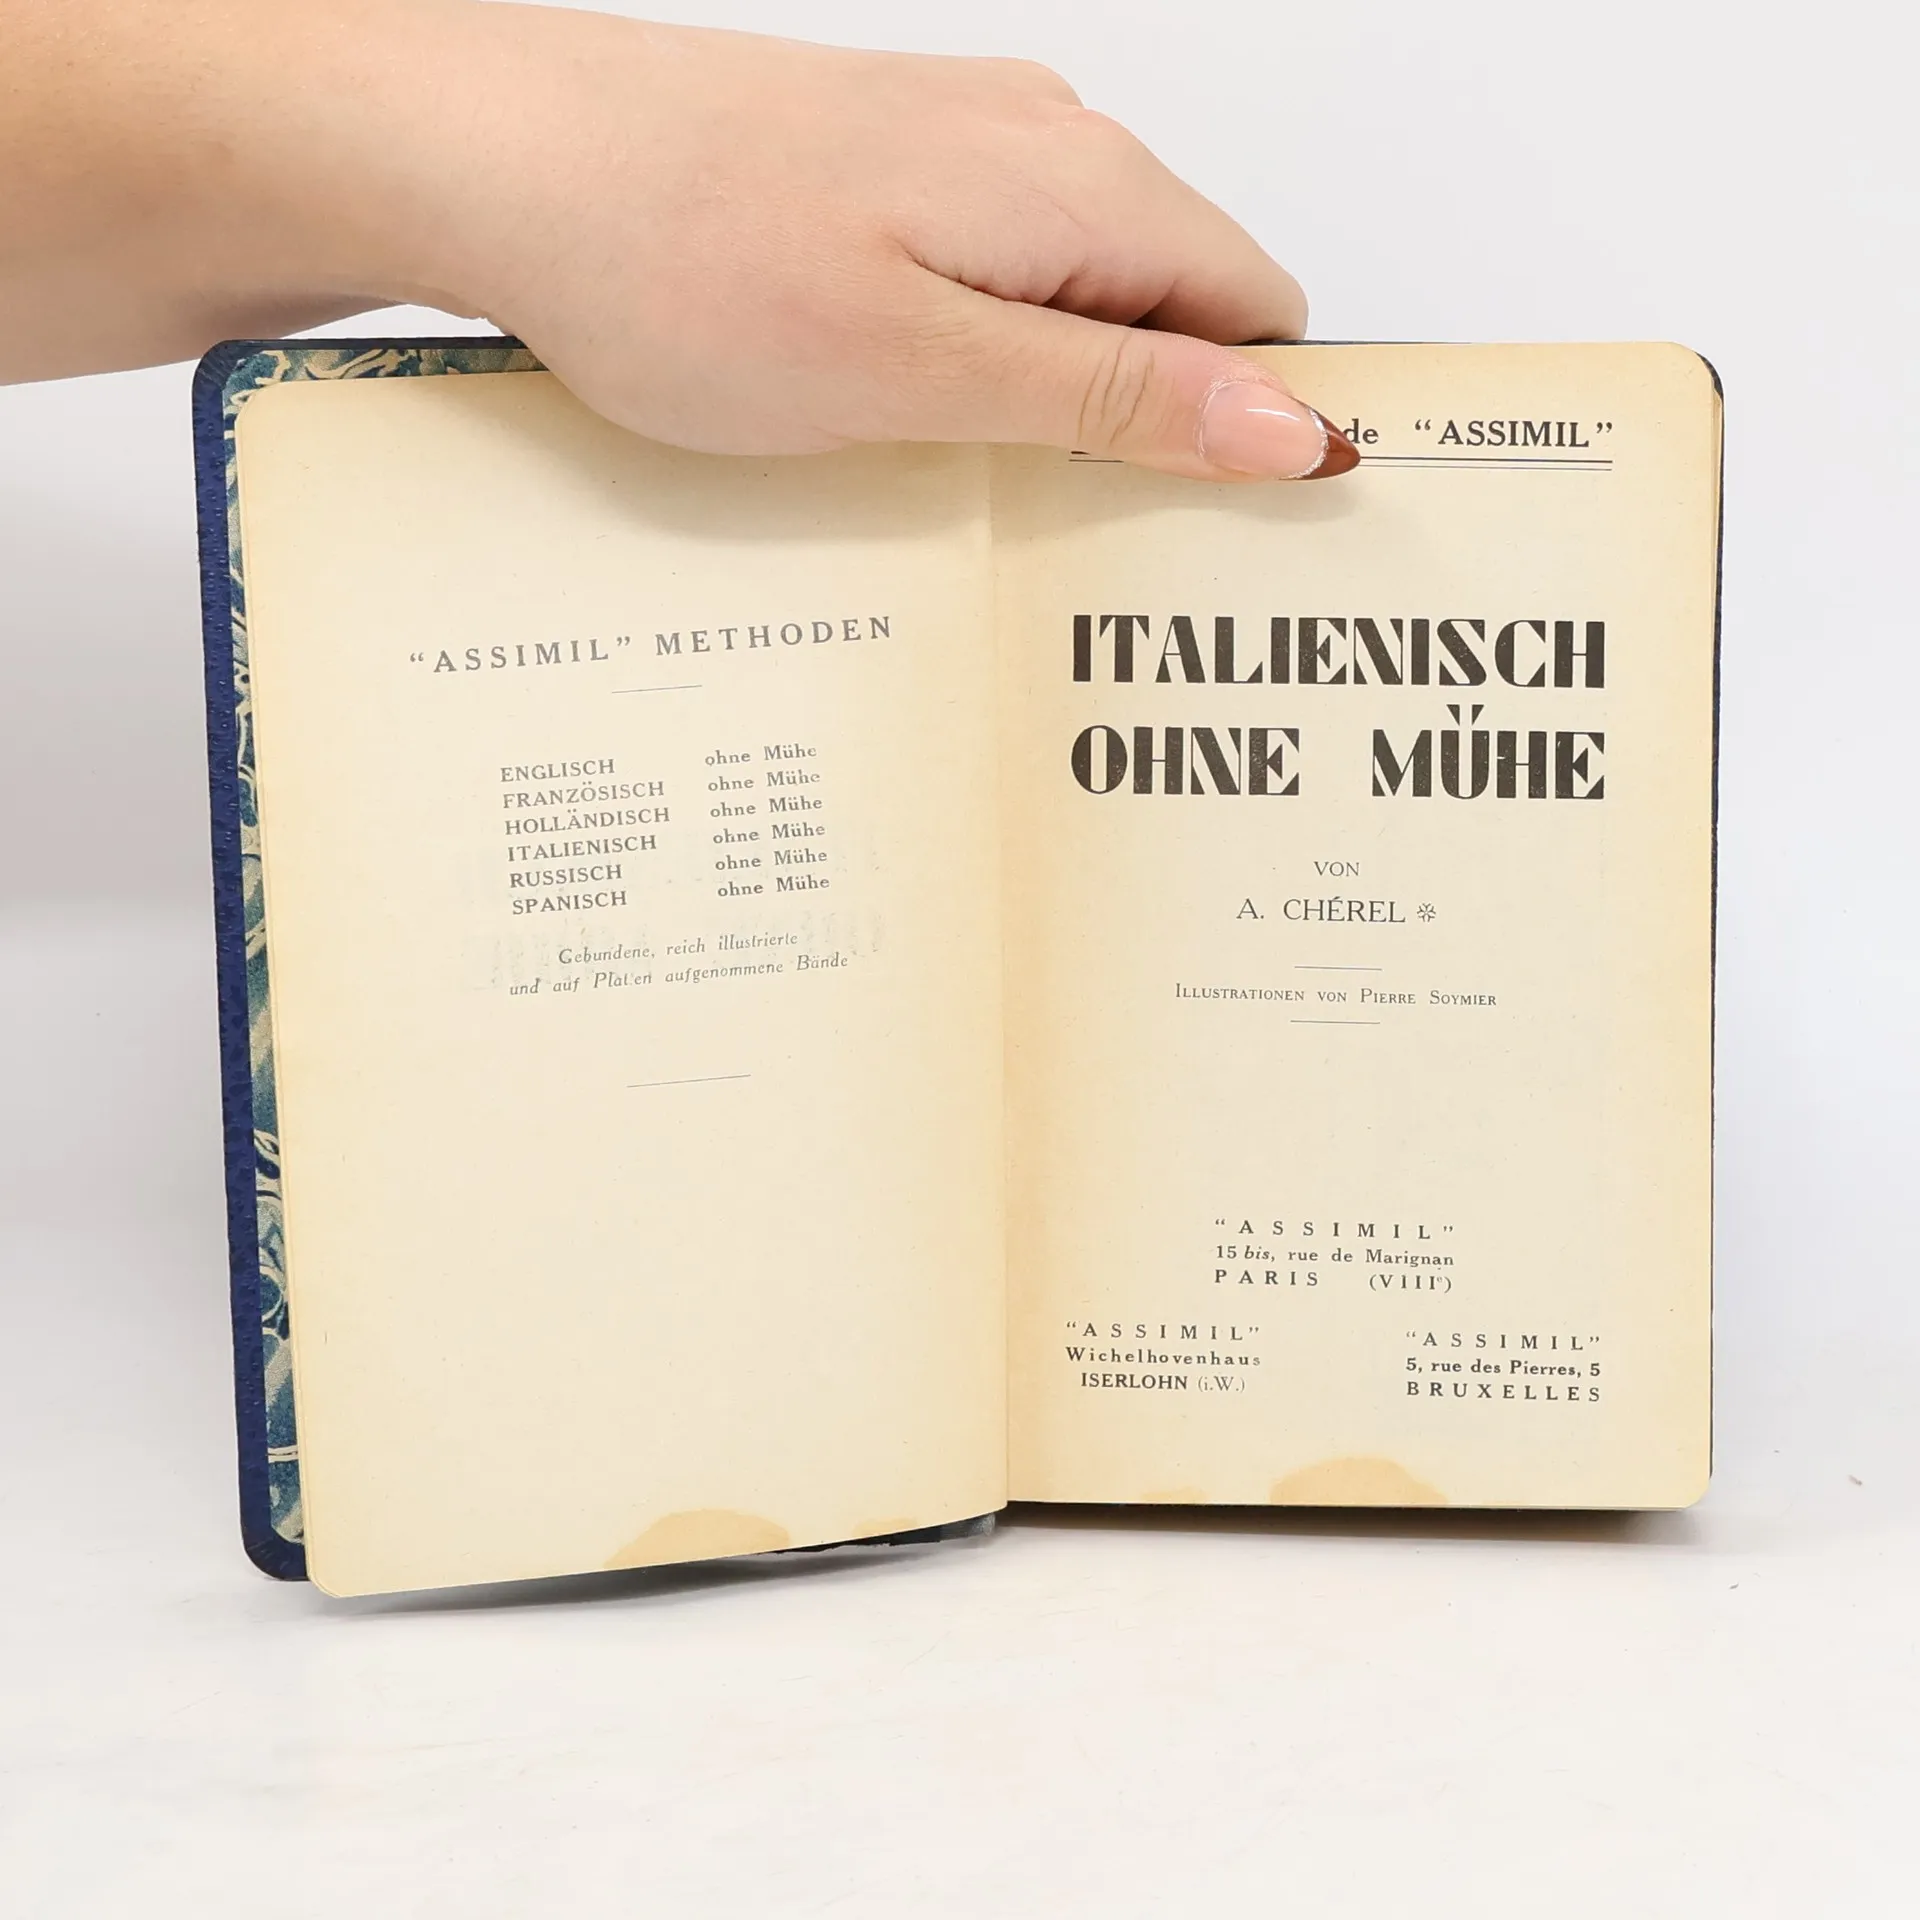 "ASSIMIL" METHODEN
ENGLISCH ohne Mühe
FRANZÖSISCH ohne Mühe
HOLLÄNDISCH ohne Mühe
ITALIENISCH ohne Mühe
RUSSISCH ohne Mühe
SPANISCH ohne Mühe
Gebundene, reich illustrierte
und auf Platten aufgenommene Bände
"ASSIMIL"
ITALIENISCH
OHNE MÜHE
VON
A. CHÉREL
ILLUSTRATIONEN VON PIERRE SOYMIER
"ASSIMIL"
15 bis, rue de Marignan
PARIS (VIIIe)
"ASSIMIL"
Wichelhovenhaus
ISERLOHN (i.W.)
"ASSIMIL"
5, rue des Pierres, 5
BRUXELLES